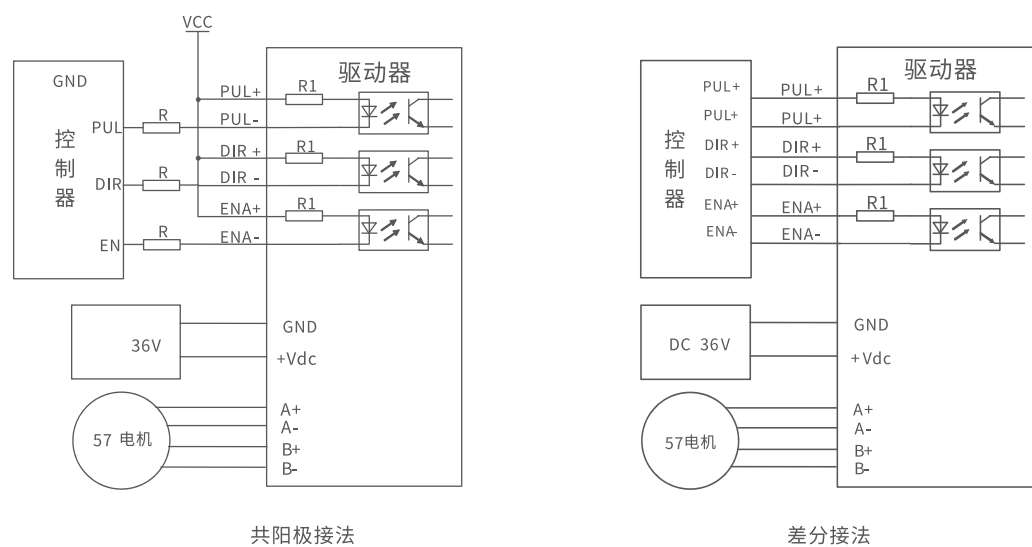 VCC
GND
控制器
PUL
DIR
EN
R
R
R
PUL+
PUL-
DIR +
DIR -
ENA+
ENA-
R1
R1
R1
驱动器
36V
GND
+Vdc
57 电机
A+
A-
B+
B-
共阳极接法
控制器
PUL+
PUL+
DIR +
DIR -
ENA+
ENA-
PUL+
PUL+
DIR+
DIR-
ENA+
ENA-
R1
R1
R1
驱动器
DC 36V
GND
+Vdc
57电机
A+
A-
B+
B-
差分接法